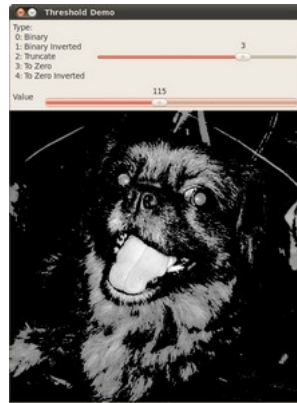 Threshold Demo
Type:
0: Binary
1: Binary Inverted
2: Truncate
3: To Zero
4: To Zero Inverted
3
Value
115